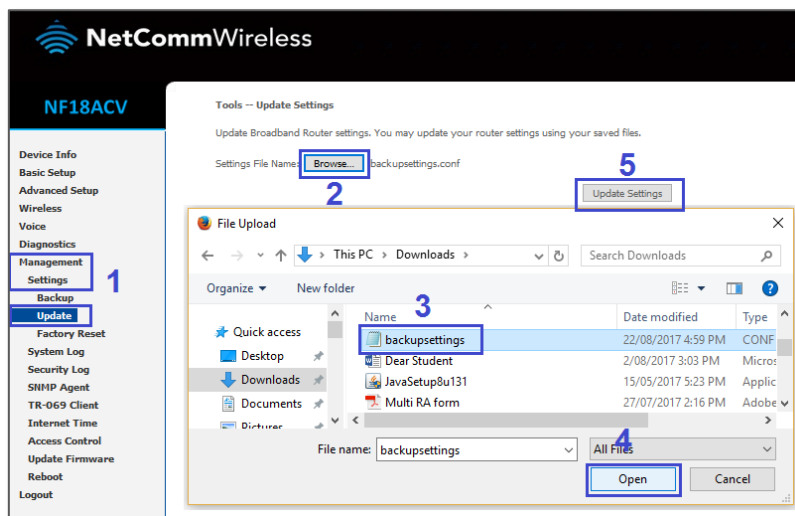 NetCommWireless
NF18ACV
Device Info
Basic Setup
Advanced Setup
Wireless
Voice
Diagnostics
Management
Settings
Backup
Update
Factory Reset
System Log
Security Log
SNMP Agent
TR-069 Client
Internet Time
Access Control
Update Firmware
Reboot
Logout
1
Tools -- Update Settings
Update Broadband Router settings. You may update your router settings using your saved files.
Settings File Name: Browse... backupsettings.conf
2
5
Update Settings
File Upload
This PC > Downloads >
Search Downloads
Organize New folder
3
Name Date modified Type
Quick access
Desktop
Downloads
Documents
Pictures
backupsettings 22/08/2017 4:59 PM CONF
Dear Student 2/08/2017 3:03 PM Micros
JavaSetup8u131 15/05/2017 5:23 PM Applic
Multi RA form 27/07/2017 2:16 PM Adobe
File name: backupsettings All Files
4
Open Cancel